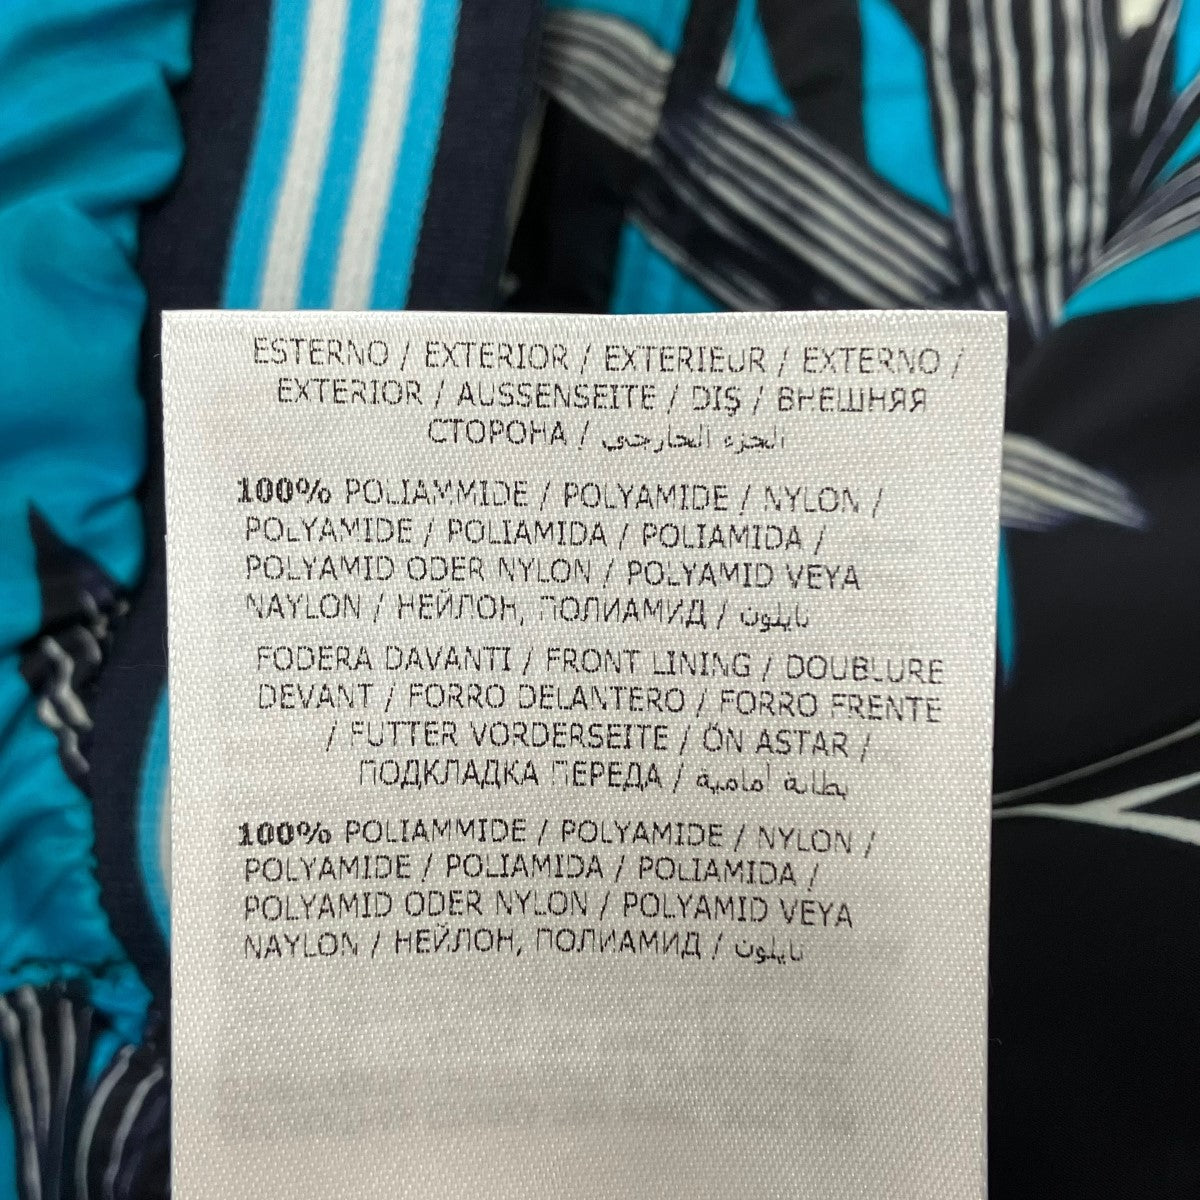 ESTERNO / EXTERIOR / EXTERIEUR / EXTERNO /
EXTERIOR / AUSSENSEITE / DIŞ / ВНЕШНЯЯ
СТОРОНА / الجزء الخارجي
100% POLIAMMIDE / POLYAMIDE / NYLON /
POLYAMIDE / POLIAMIDA / POLIAMIDA /
POLYAMID ODER NYLON / POLYAMID VEYA
NAYLON / НЕЙЛОН, ПОЛИАМИД / نايلون
FODERA DAVANTI / FRONT LINING / DOUBLURE
DEVANT / FORRO DELANTERO / FORRO FRENTE
/ FUTTER VORDERSEITE / ÖN ASTAR /
ПОДКЛАДКА ПЕРЕДА / بطانة أمامية
100% POLIAMMIDE / POLYAMIDE / NYLON /
POLYAMIDE / POLIAMIDA / POLIAMIDA /
POLYAMID ODER NYLON / POLYAMID VEYA
NAYLON / НЕЙЛОН, ПОЛИАМИД / نايلون